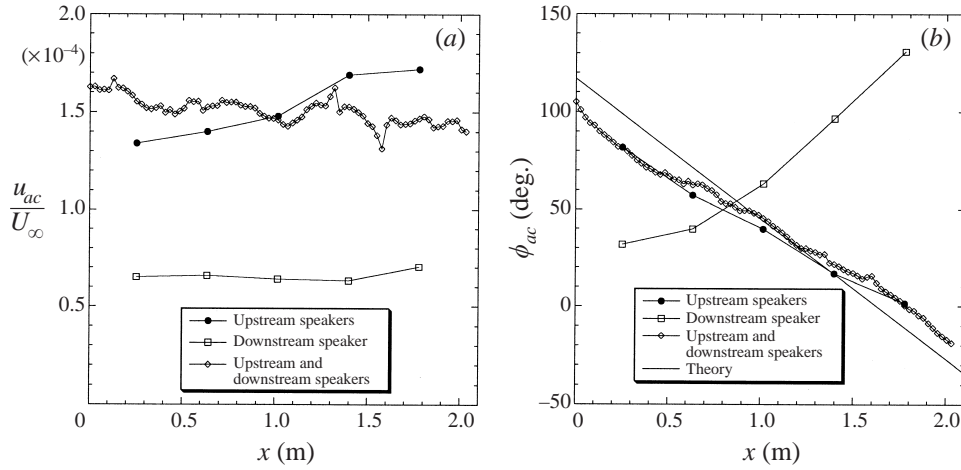 2.0
(×10⁻⁴)
1.5
u_ac
U_∞
1.0
0.5
0
0.5
1.0
1.5
2.0
x (m)
(a)
Upstream speakers
Downstream speaker
Upstream and
downstream speakers
150
100
ϕ_ac (deg.)
50
0
−50
0
0.5
1.0
1.5
2.0
x (m)
(b)
Upstream speakers
Downstream speaker
Upstream and
downstream speakers
Theory